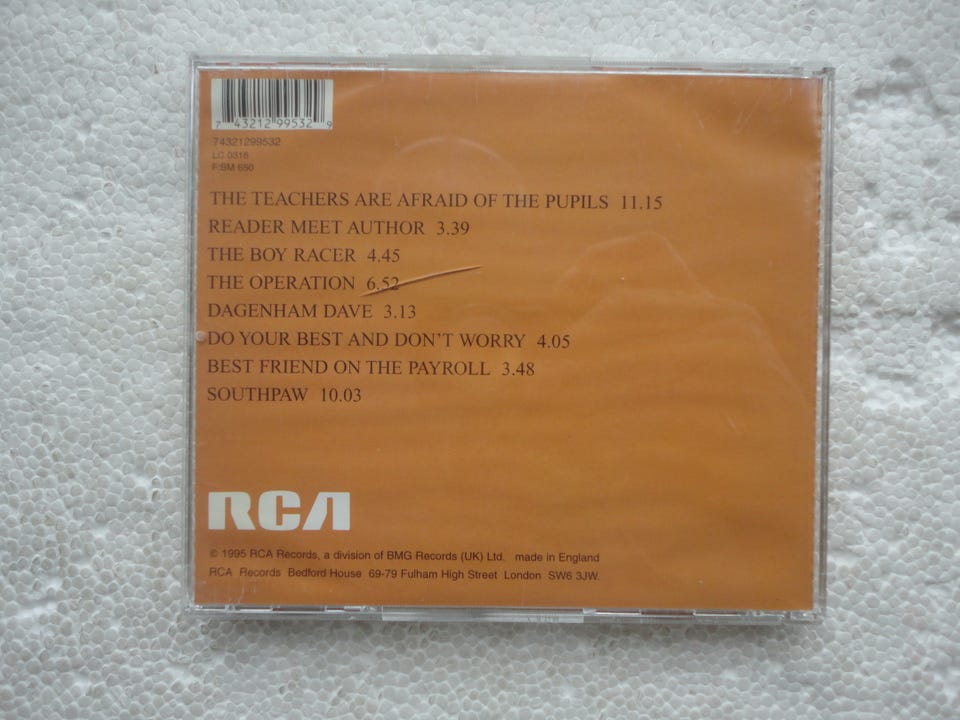 7 43212 99532 9
74321299532
LC 0316
F:BM 650
THE TEACHERS ARE AFRAID OF THE PUPILS 11.15
READER MEET AUTHOR 3.39
THE BOY RACER 4.45
THE OPERATION 6.52
DAGENHAM DAVE 3.13
DO YOUR BEST AND DON'T WORRY 4.05
BEST FRIEND ON THE PAYROLL 3.48
SOUTHPAW 10.03
RCA
© 1995 RCA Records, a division of BMG Records (UK) Ltd. made in England
RCA Records Bedford House 69-79 Fulham High Street London SW6 3JW.